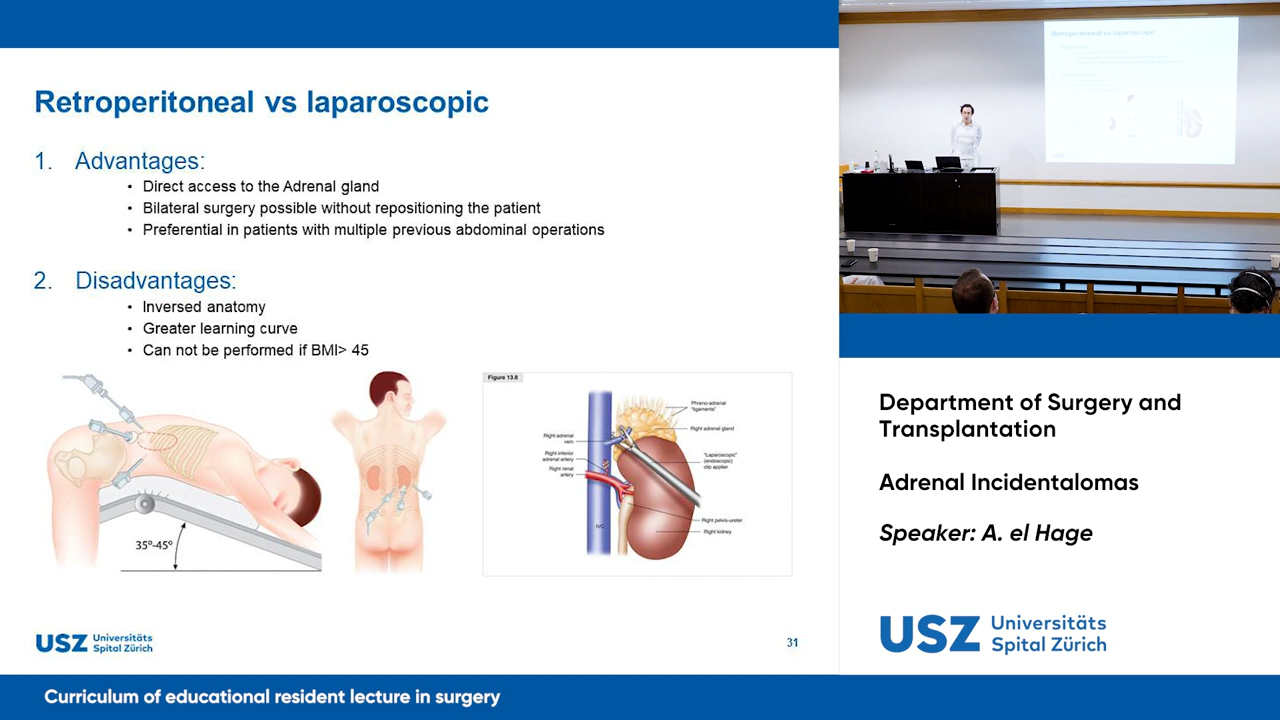 Retroperitoneal vs laparoscopic
1. Advantages:
• Direct access to the Adrenal gland
• Bilateral surgery possible without repositioning the patient
• Preferential in patients with multiple previous abdominal operations
2. Disadvantages:
• Inversed anatomy
• Greater learning curve
• Can not be performed if BMI> 45
35º-45º
Figure 13.8
Phreno-adrenal
"ligaments"
Right adrenal gland
Right adrenal
vein
Right inferior
adrenal artery
Right renal
artery
"Laparoscopic"
(endoscopic)
clip applier
IVC
Right pelvis-ureter
Right kidney
USZ Universitäts
Spital Zürich
31
Retroperitoneal vs laparoscopic
Department of Surgery and
Transplantation
Adrenal Incidentalomas
Speaker: A. el Hage
USZ Universitäts
Spital Zürich
Curriculum of educational resident lecture in surgery